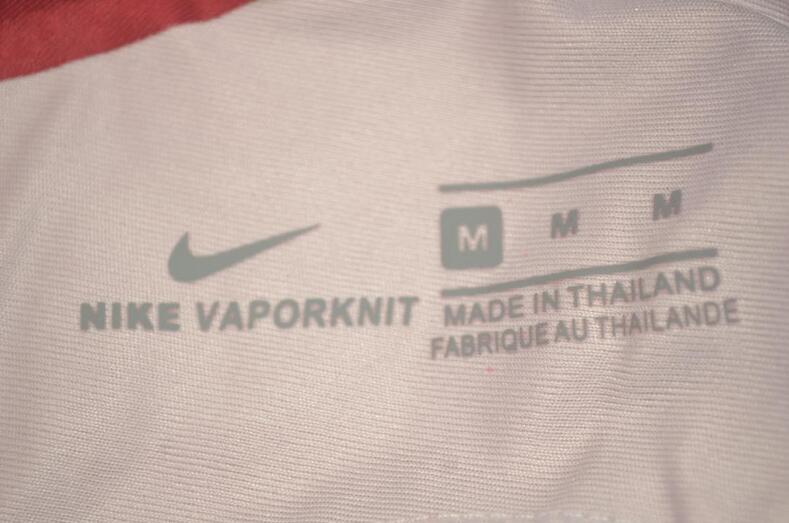 NIKE VAPORKNIT
M M M
MADE IN THAILAND
FABRIQUE AU THAILANDE